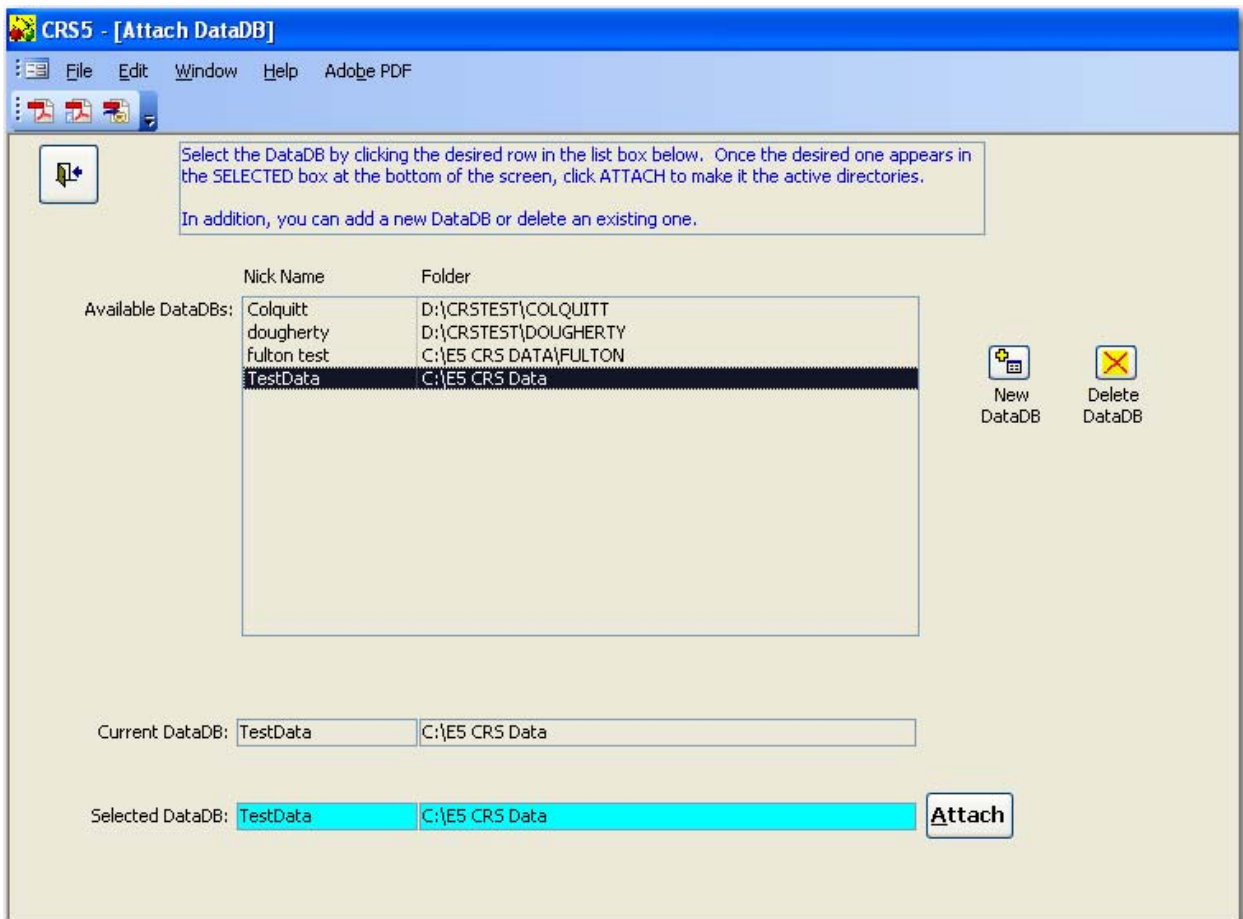 CRS5 - [Attach DataDB]
File Edit Window Help Adobe PDF
Select the DataDB by clicking the desired row in the list box below. Once the desired one appears in
the SELECTED box at the bottom of the screen, click ATTACH to make it the active directories.
In addition, you can add a new DataDB or delete an existing one.
Nick Name Folder
Available DataDBs: Colquitt D:\CRSTEST\COLQUITT
dougherty D:\CRSTEST\DOUGHERTY
fulton test C:\E5 CRS DATA\FULTON
TestData C:\E5 CRS Data
New DataDB
Delete DataDB
Current DataDB: TestData C:\E5 CRS Data
Selected DataDB: TestData C:\E5 CRS Data Attach